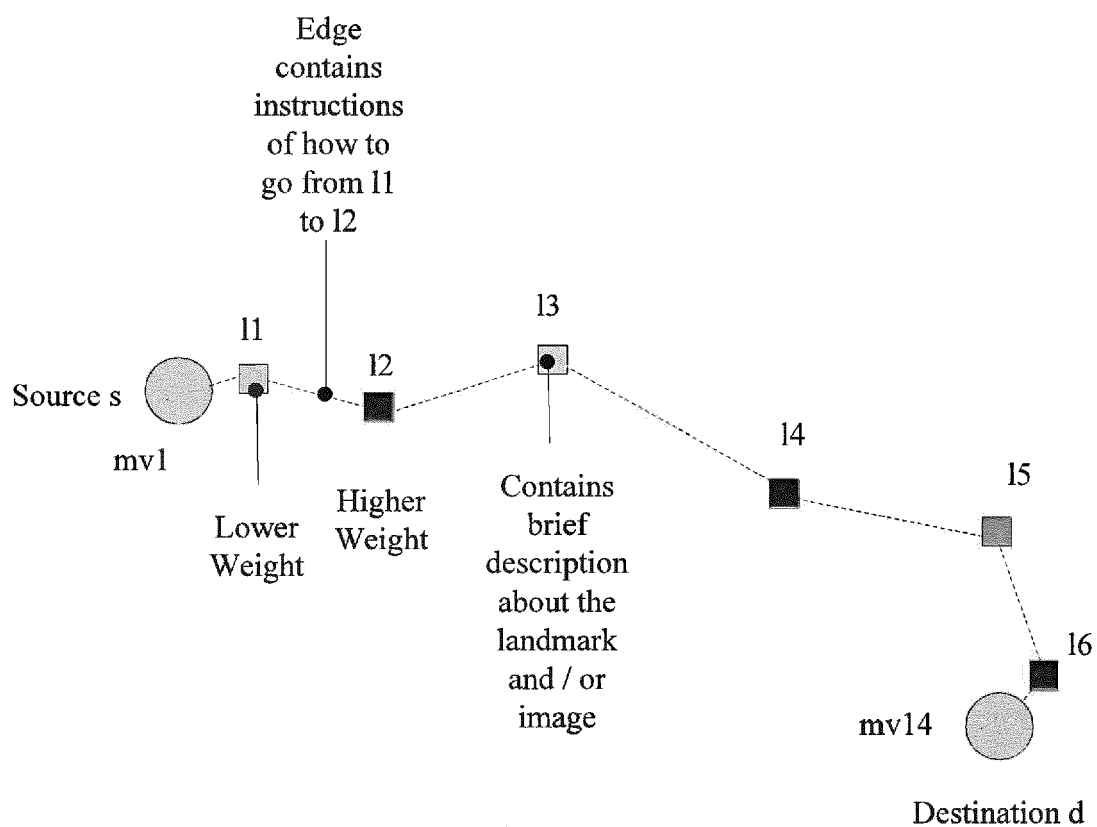 Edge
contains
instructions
of how to
go from l1
to l2
l1
l2
l3
Source s
mv1
Lower
Weight
Higher
Weight
Contains
brief
description
about the
landmark
and / or
image
l4
l5
l6
mv14
Destination d